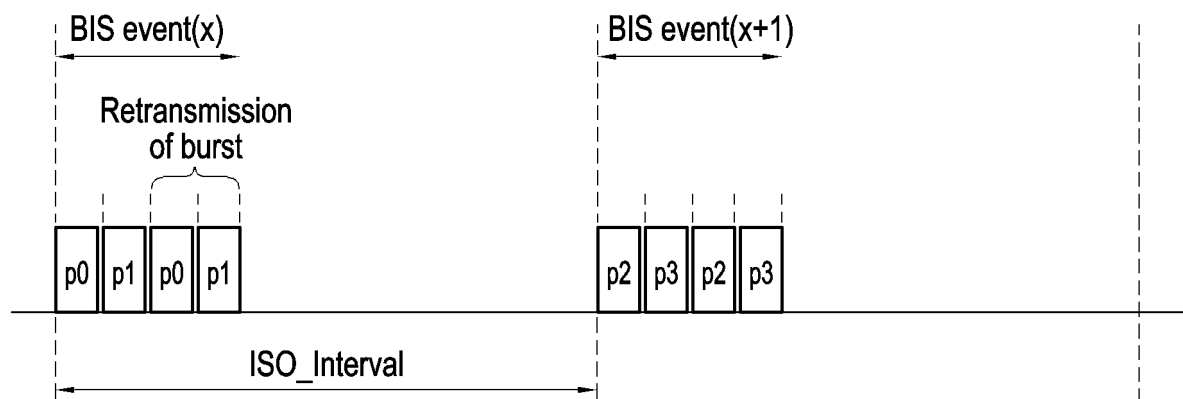 BIS event(x)
BIS event(x+1)
Retransmission
of burst
p0 p1 p0 p1
p2 p3 p2 p3
ISO_Interval